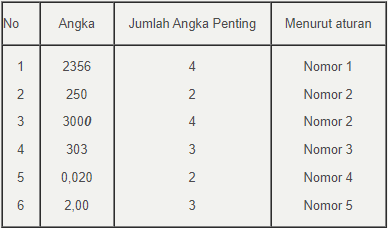 No Angka Jumlah Angka Penting Menurut aturan
1 2356 4 Nomor 1
2 250 2 Nomor 2
3 3000 4 Nomor 2
4 303 3 Nomor 3
5 0,020 2 Nomor 4
6 2,00 3 Nomor 5